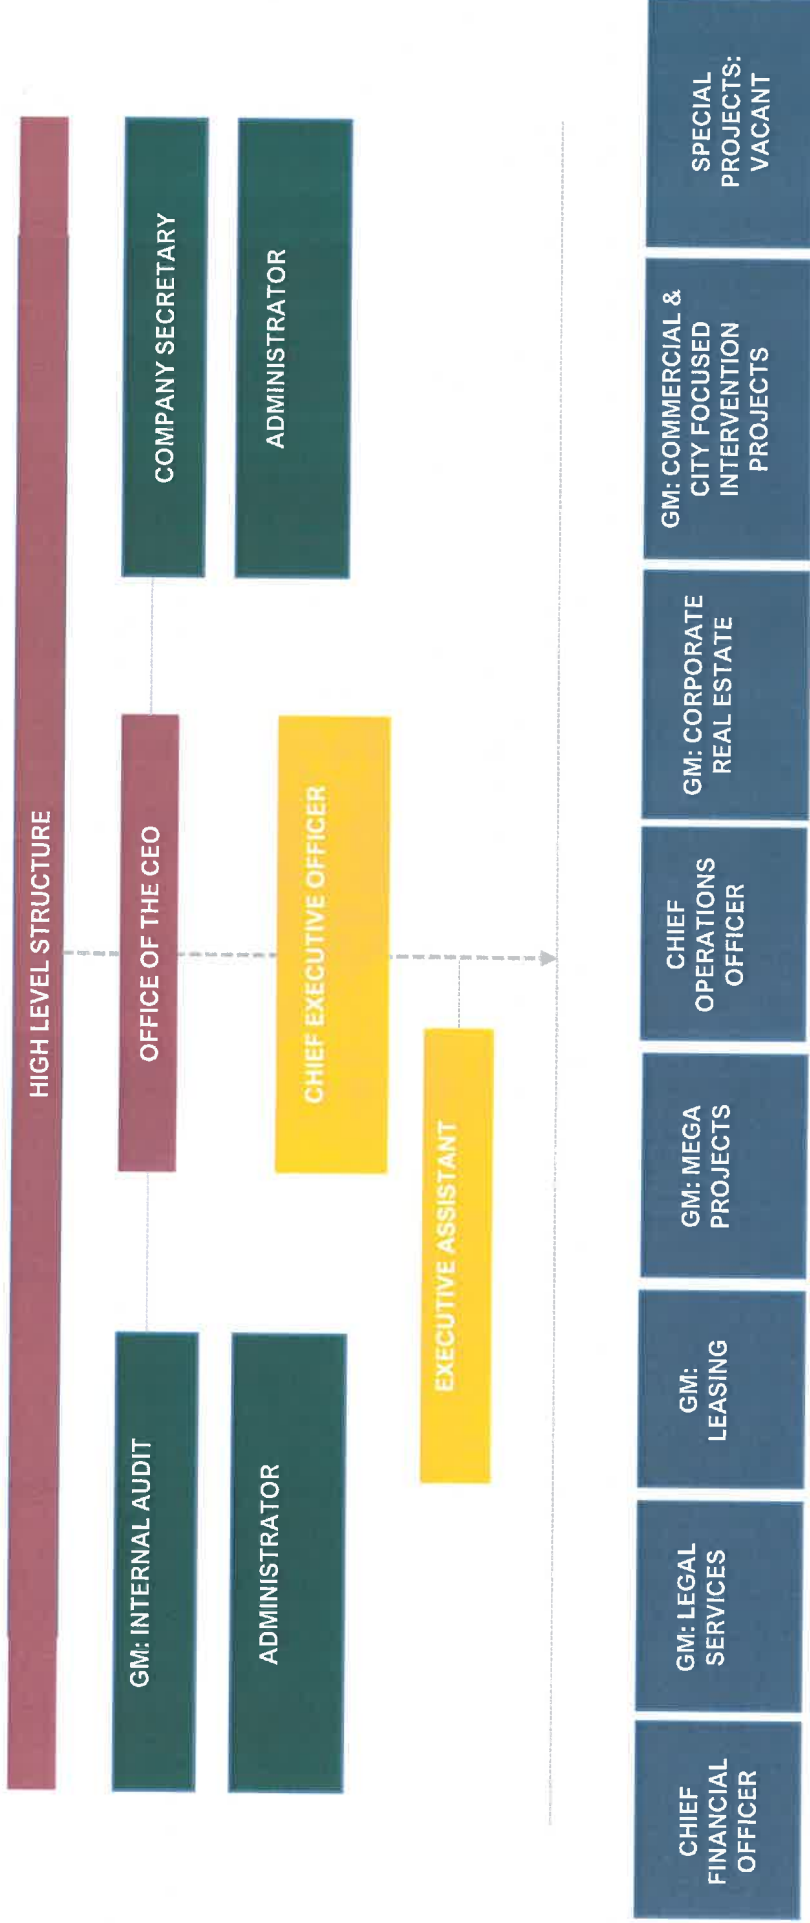 HIGH LEVEL STRUCTURE
GM: INTERNAL AUDIT
OFFICE OF THE CEO
COMPANY SECRETARY
ADMINISTRATOR
CHIEF EXECUTIVE OFFICER
ADMINISTRATOR
EXECUTIVE ASSISTANT
CHIEF
FINANCIAL
OFFICER
GM: LEGAL
SERVICES
GM:
LEASING
GM: MEGA
PROJECTS
CHIEF
OPERATIONS
OFFICER
GM: CORPORATE
REAL ESTATE
GM: COMMERCIAL &
CITY FOCUSED
INTERVENTION
PROJECTS
SPECIAL
PROJECTS:
VACANT